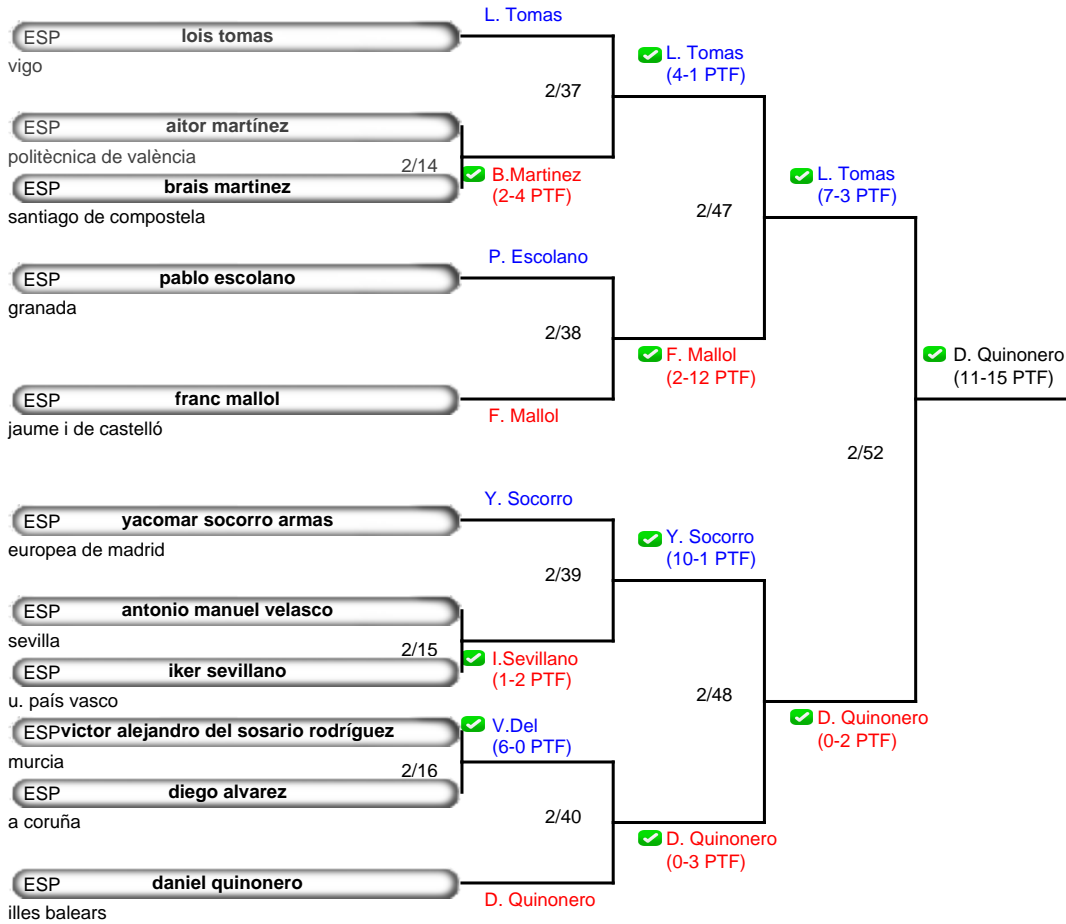 L. Tomas
ESP lois tomas
vigo
L. Tomas
(4-1 PTF)
2/37
ESP aitor martínez
politècnica de valència
2/14
ESP brais martinez
B.Martinez
(2-4 PTF)
santiago de compostela
L. Tomas
(7-3 PTF)
2/47
P. Escolano
ESP pablo escolano
granada
2/38
F. Mallol
(2-12 PTF)
ESP franc mallol
F. Mallol
jaume i de castelló
D. Quinonero
(11-15 PTF)
2/52
Y. Socorro
ESP yacomar socorro armas
europea de madrid
Y. Socorro
(10-1 PTF)
2/39
ESP antonio manuel velasco
sevilla
2/15
ESP iker sevillano
I.Sevillano
(1-2 PTF)
u. país vasco
2/48
D. Quinonero
(0-2 PTF)
ESP victor alejandro del sosario rodríguez
V.Del
(6-0 PTF)
murcia
2/16
ESP diego alvarez
a coruña
2/40
D. Quinonero
(0-3 PTF)
ESP daniel quinonero
D. Quinonero
illes balears